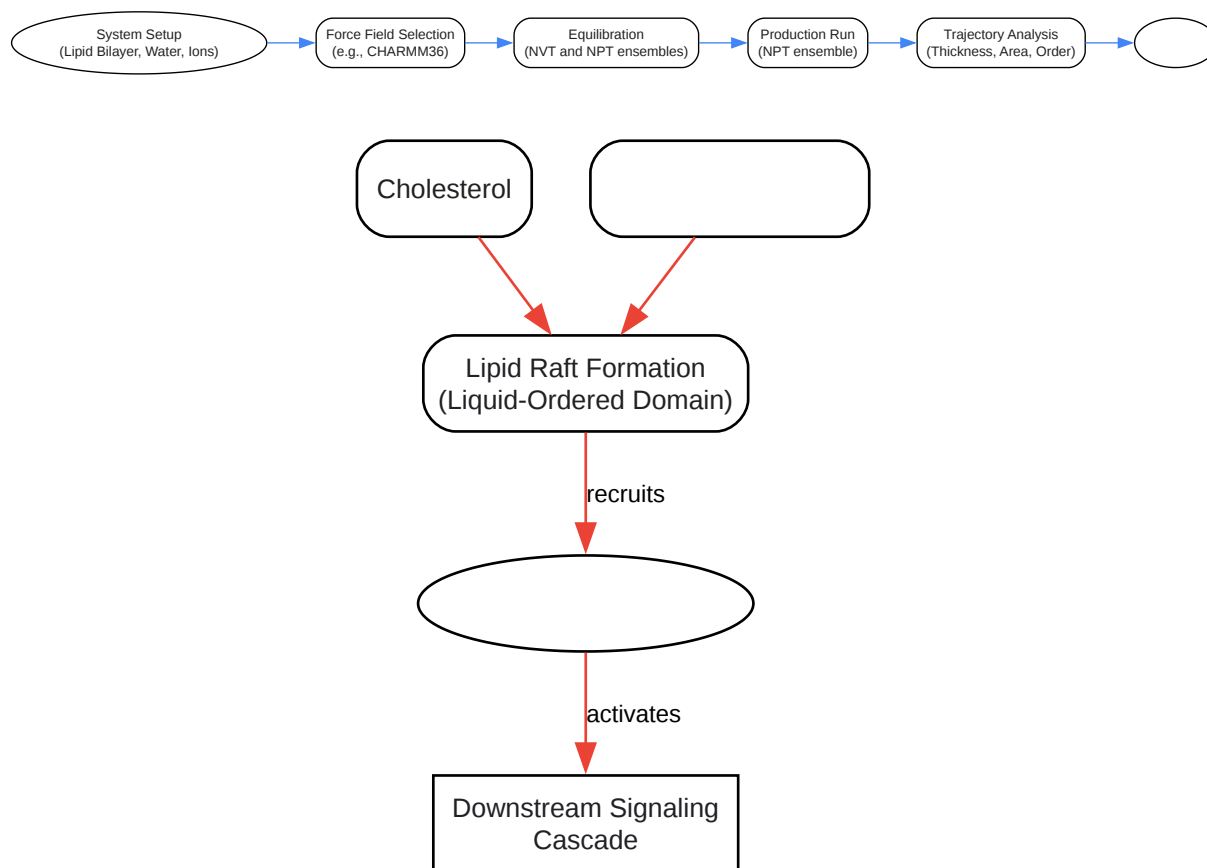 System Setup
(Lipid Bilayer, Water, Ions)
Force Field Selection
(e.g., CHARMM36)
Equilibration
(NVT and NPT ensembles)
Production Run
(NPT ensemble)
Trajectory Analysis
(Thickness, Area, Order)
Cholesterol
Lipid Raft Formation
(Liquid-Ordered Domain)
recruits
activates
Downstream Signaling
Cascade